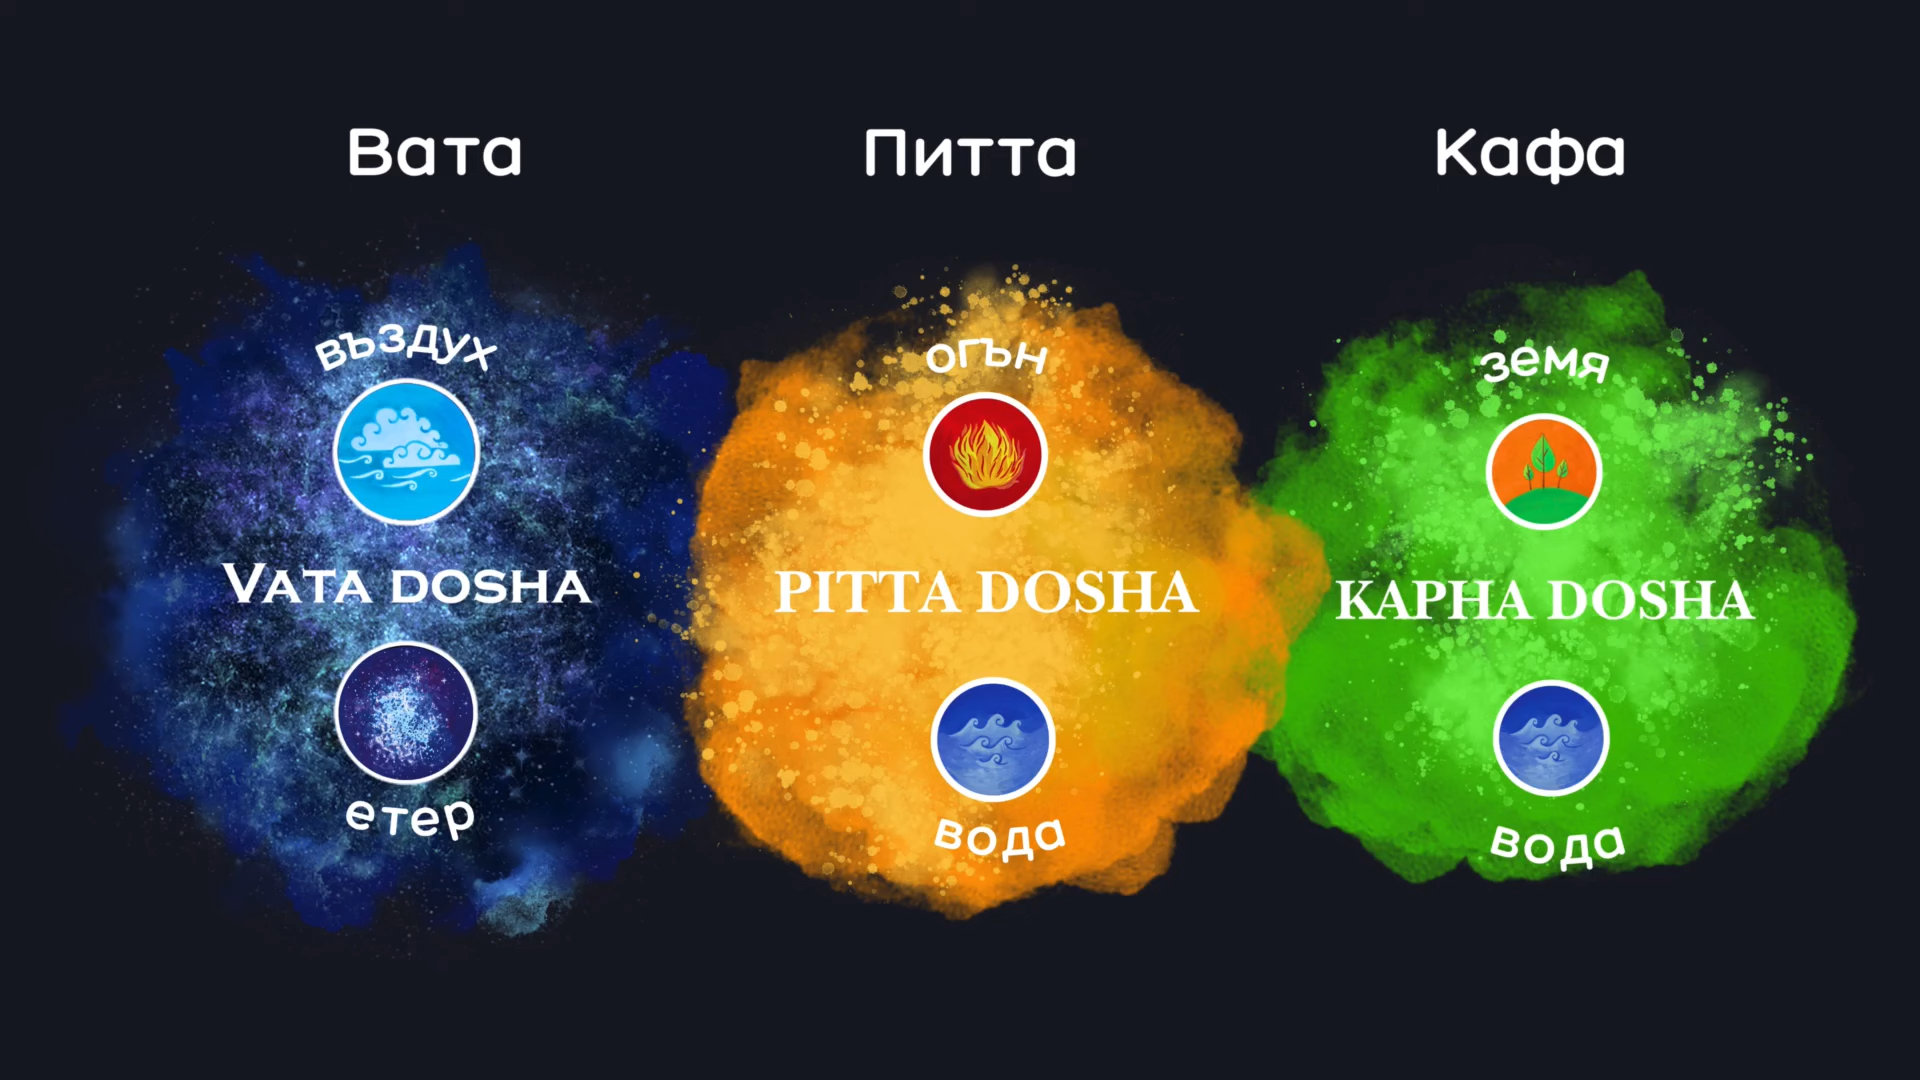 Вата
въздух
VATA DOSHA
етер
Питта
огън
PITTA DOSHA
вода
Кафа
земя
KAPHA DOSHA
вода